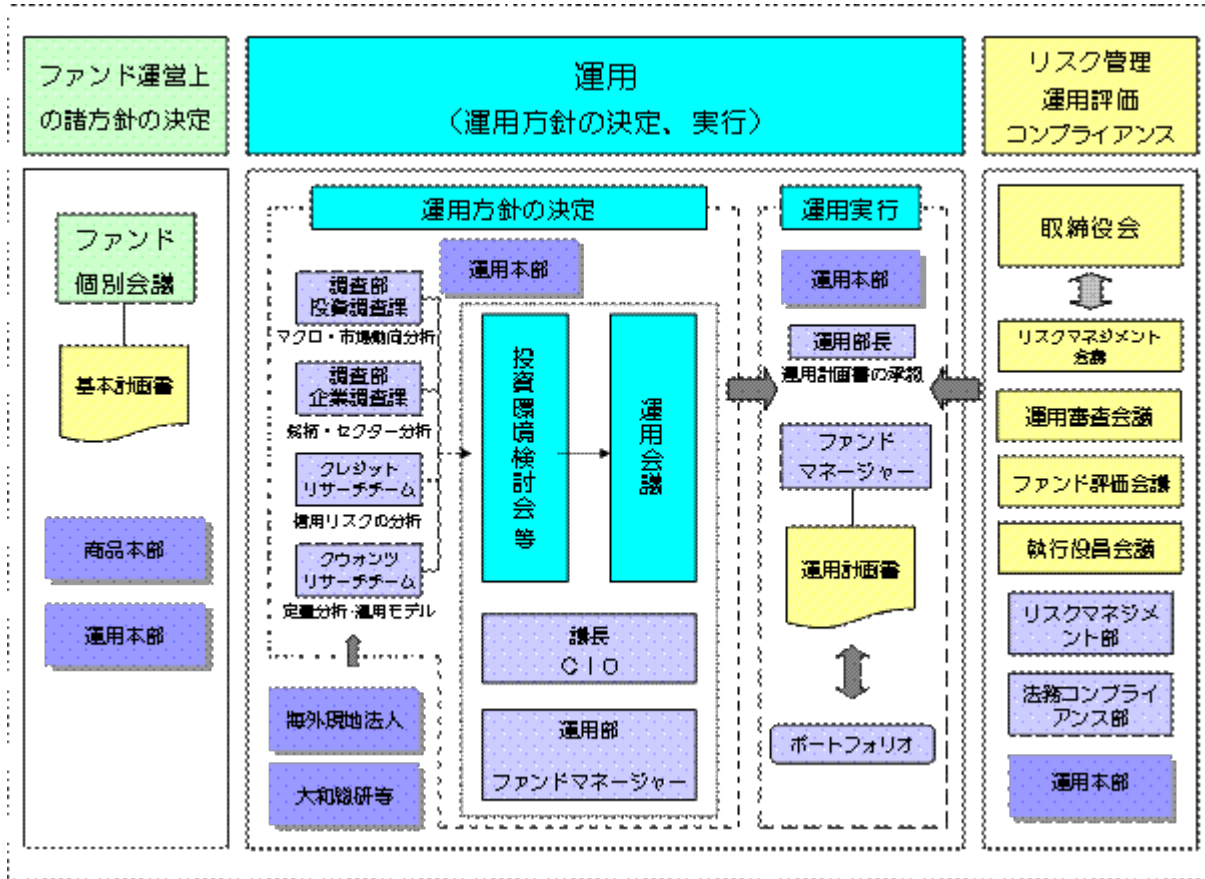 ファンド運営上
の諸方針の決定
運用
(運用方針の決定、実行)
リスク管理
運用評価
コンプライアンス
ファンド
個別会議
基本計画書
商品本部
運用本部
運用方針の決定
運用本部
調査部
投資調査課
マクロ・市場動向分析
調査部
企業調査課
銘柄・セクター分析
クレジット
リサーチチーム
信用リスクの分析
クウォンツ
リサーチチーム
定量分析・運用モデル
海外現地法人
大和総研等
投資環境検討会等
運用会議
議長
CIO
運用部
ファンドマネージャー
運用実行
運用本部
運用部長
運用計画書の承認
ファンド
マネージャー
運用計画書
ポートフォリオ
取締役会
リスクマネジメント
会議
運用審査会議
ファンド評価会議
執行役員会議
リスクマネジメ
ント部
法務コンプライ
アンス部
運用本部